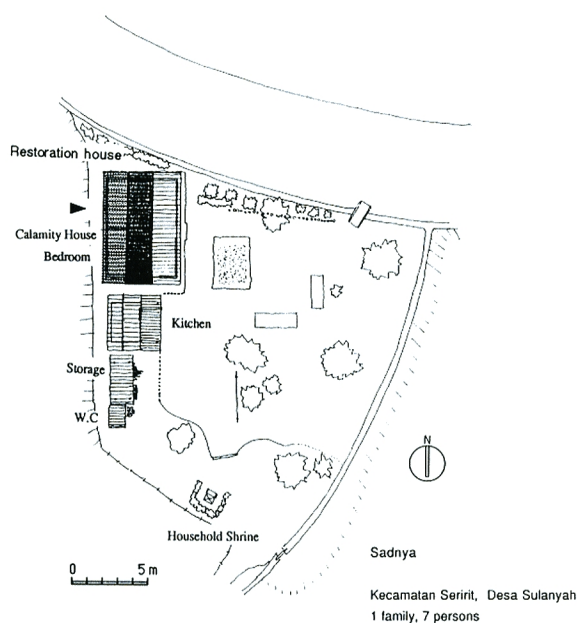 Restoration house
Calamity House
Bedroom
Kitchen
Storage
W.C
N
Household Shrine
0 5 m
Sadnya
Kecamatan Seririt, Desa Sulanyah
1 family, 7 persons